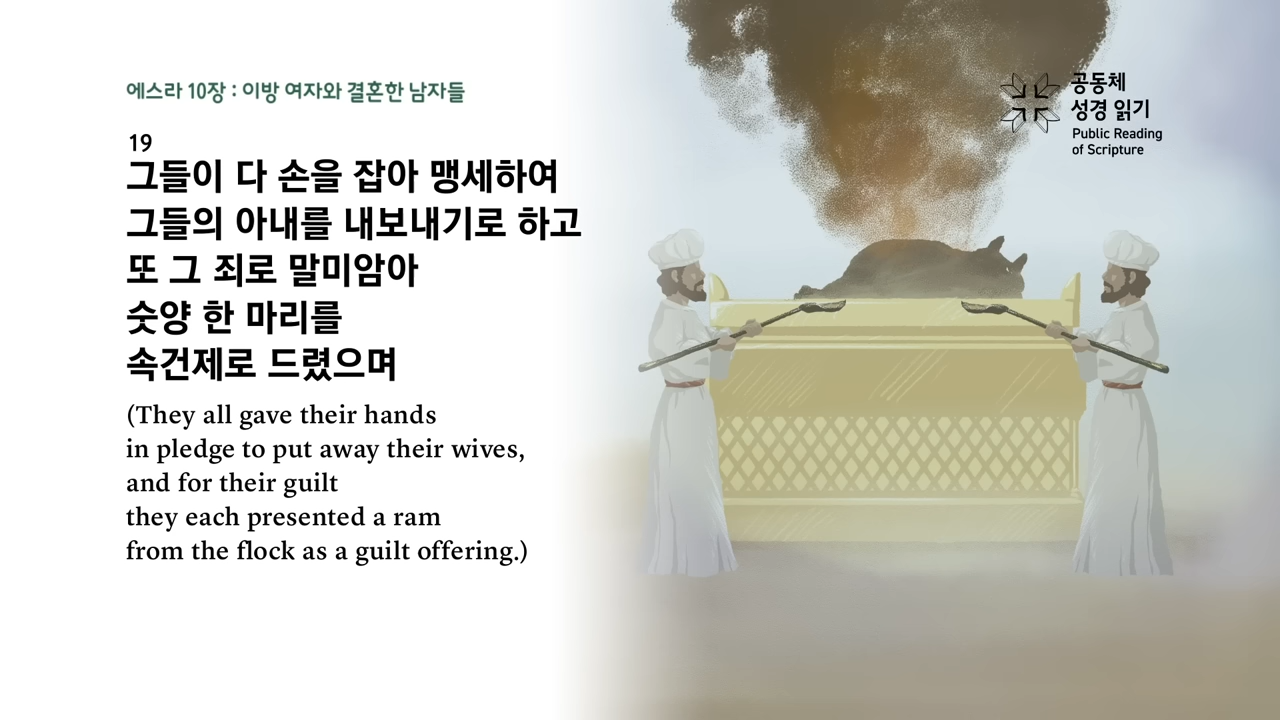 에스라 10장 : 이방 여자와 결혼한 남자들
19
그들이 다 손을 잡아 맹세하여
그들의 아내를 내보내기로 하고
또 그 죄로 말미암아
숫양 한 마리를
속건제로 드렸으며
(They all gave their hands
in pledge to put away their wives,
and for their guilt
they each presented a ram
from the flock as a guilt offering.)
공동체
성경 읽기
Public Reading
of Scripture